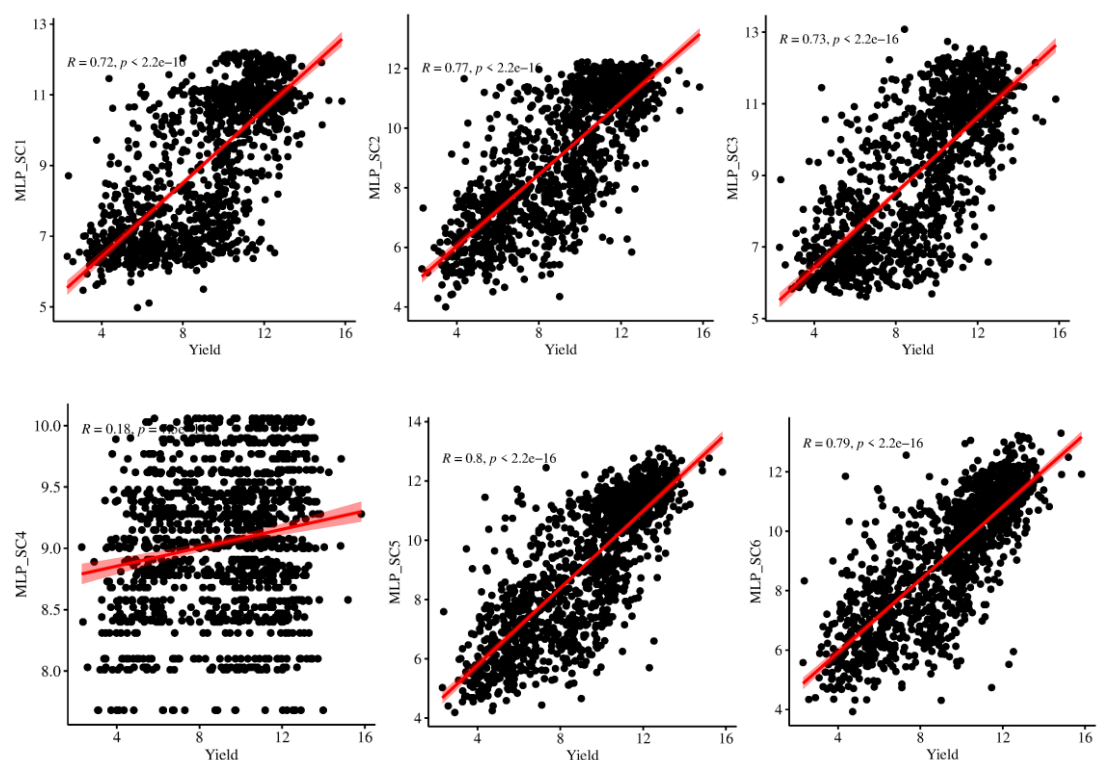 13
11
9
7
5
MLP_SC1
R = 0.72, p < 2.2e−16
4 8 12 16
Yield
12
10
8
6
4
MLP_SC2
R = 0.77, p < 2.2e−16
4 8 12 16
Yield
13
11
9
7
5
MLP_SC3
R = 0.73, p < 2.2e−16
4 8 12 16
Yield
10.0
9.5
9.0
8.5
8.0
MLP_SC4
R = 0.18, p =
4 8 12 16
Yield
14
12
10
8
6
4
MLP_SC5
R = 0.8, p < 2.2e−16
4 8 12 16
Yield
12
10
8
6
4
MLP_SC6
R = 0.79, p < 2.2e−16
4 8 12 16
Yield